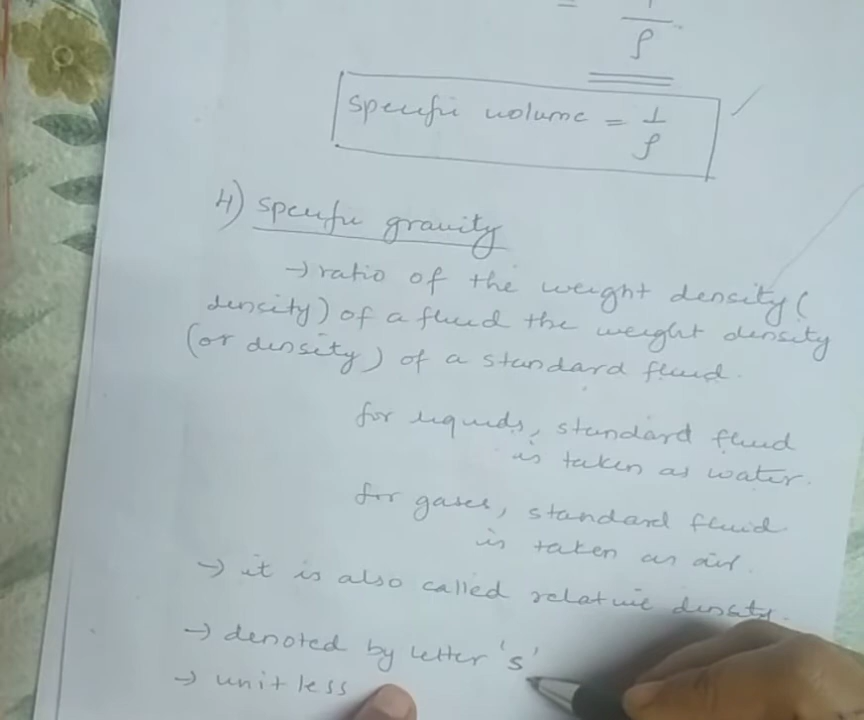 = 1/ρ
Specific volume = 1/ρ
4) Specific gravity
→ ratio of the weight density (
density) of a fluid the weight density
(or density) of a standard fluid.
for liquids, standard fluid
is taken as water.
for gases, standard fluid
is taken as air.
→ it is also called relative density.
→ denoted by letter 's'
→ unitless